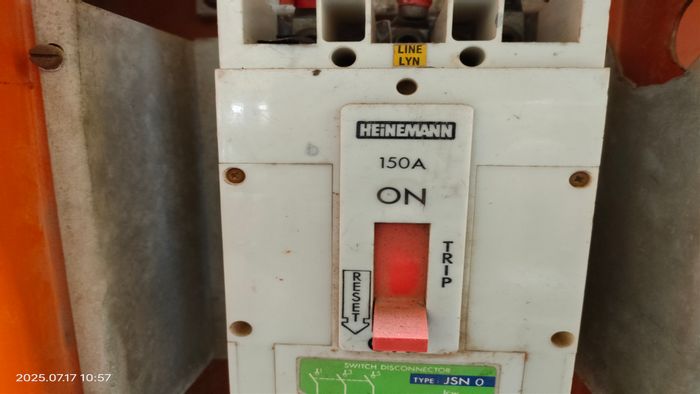 LINE
LYN
HEINEMANN
150A
ON
TRIP
RESET
SWITCH DISCONNECTOR
TYPE: JSN 0
2025.07.17 10:57